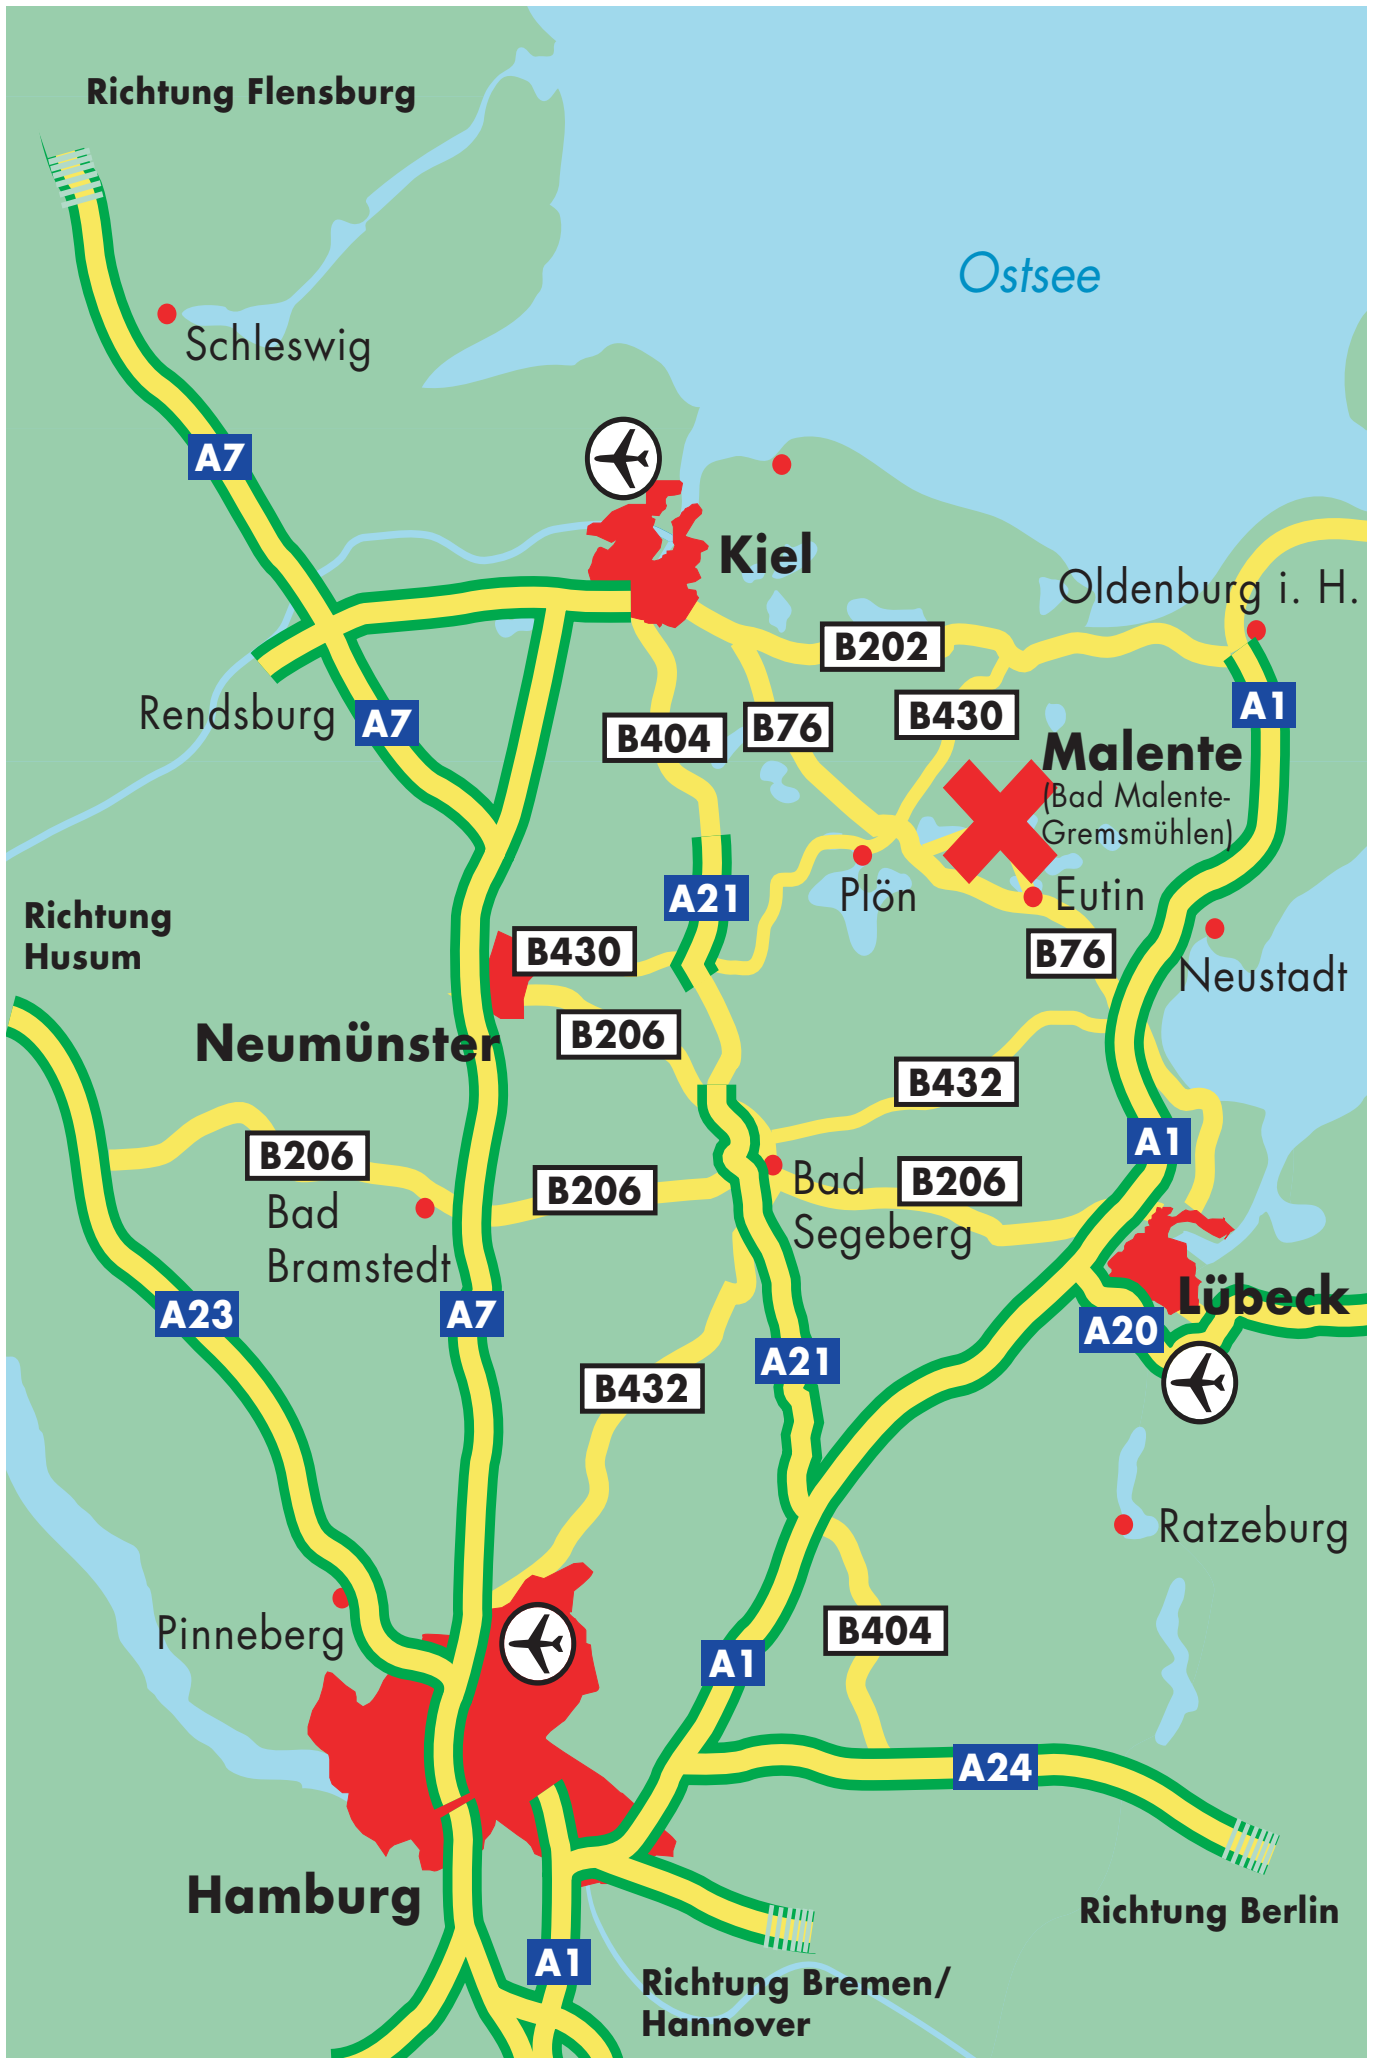 Richtung Flensburg
Ostsee
Schleswig
A7
Kiel
Oldenburg i. H.
B202
Rendsburg
A7
B404
B76
B430
A1
Malente
(Bad Malente-
Gremsmühlen)
A21
Plön
Eutin
Richtung
Husum
B430
B76
Neustadt
Neumünster
B206
B432
A1
B206
B206
Bad
Segeberg
B206
Bad
Bramstedt
A23
A7
Lübeck
A20
A21
B432
Ratzeburg
Pinneberg
B404
A1
A24
Hamburg
Richtung Berlin
A1
Richtung Bremen/
Hannover